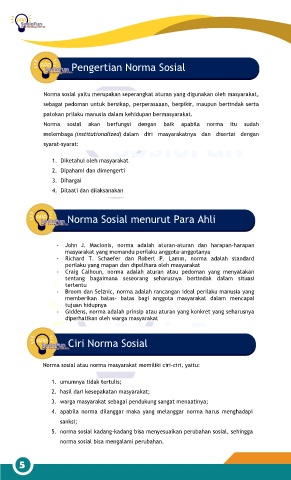 Pengertian Norma Sosial
Norma sosial yaitu merupakan seperangkat aturan yang digunakan oleh masyarakat,
sebagai pedoman untuk bersikap, berperasaaan, berpikir, maupun bertindak serta
patokan prilaku manusia dalam kehidupan bermasyarakat.
Norma sosial akan berfungsi dengan baik apabila norma itu sudah
melembaga (institutionalized) dalam diri masyarakatnya dan disertai dengan
syarat-syarat:
1. Diketahui oleh masyarakat
2. Dipahami dan dimengerti
3. Dihargai
4. Ditaati dan dilaksanakan
Norma Sosial menurut Para Ahli
- John J. Macionis, norma adalah aturan-aturan dan harapan-harapan
masyarakat yang memandu perilaku anggota-anggotanya
- Richard T. Schaefer dan Robert P. Lamm, norma adalah standard
perilaku yang mapan dan dipelihara oleh masyarakat
- Craig Calhoun, norma adalah aturan atau pedoman yang menyatakan
tentang bagaimana seseorang seharusnya bertindak dalam situasi
tertentu
- Broom dan Selznic, norma adalah rancangan ideal perilaku manusia yang
memberikan batas- batas bagi anggota masyarakat dalam mencapai
tujuan hidupnya
- Giddens, norma adalah prinsip atau aturan yang konkret yang seharusnya
diperhatikan oleh warga masyarakat
Ciri Norma Sosial
Norma sosial atau norma masyarakat memiliki ciri-ciri, yaitu:
1. umumnya tidak tertulis;
2. hasil dari kesepakatan masyarakat;
3. warga masyarakat sebagai pendukung sangat menaatinya;
4. apabila norma dilanggar maka yang melanggar norma harus menghadapi
sanksi;
5. norma sosial kadang-kadang bisa menyesuaikan perubahan sosial, sehingga
norma sosial bisa mengalami perubahan.
5